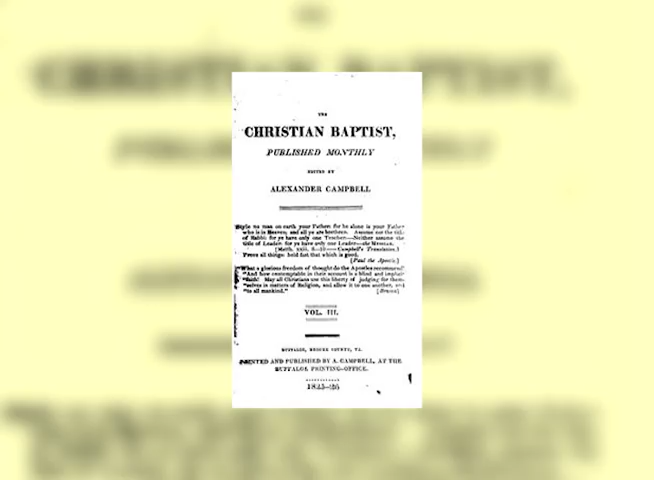 THE
CHRISTIAN BAPTIST,
PUBLISHED MONTHLY
EDITED BY
ALEXANDER CAMPBELL
Style no man on earth your Father: for he alone is your Father
who is in Heaven; and all ye are brethren. Assume not the title
of Rabbi: for ye have only one Teacher—Neither assume the
title of Leader: for ye have only one Leader—the MESSIAH.
[Matth. xxiii. 8—10—Campbell's Translation.]
Prove all things: hold fast that which is good.
[Paul the Apostle.]
"What a glorious freedom of thought do the Apostles recommend!
"And how contemptible in their account is a blind and implicit
"faith! May all Christians use this liberty of judging for them-
"selves in matters of Religion, and allow it to one another, and
"to all mankind."
VOL. III.
BUFFALOE, BROOKE COUNTY, VA.
PRINTED AND PUBLISHED BY A. CAMPBELL, AT THE
BUFFALOE PRINTING-OFFICE.
1825—26